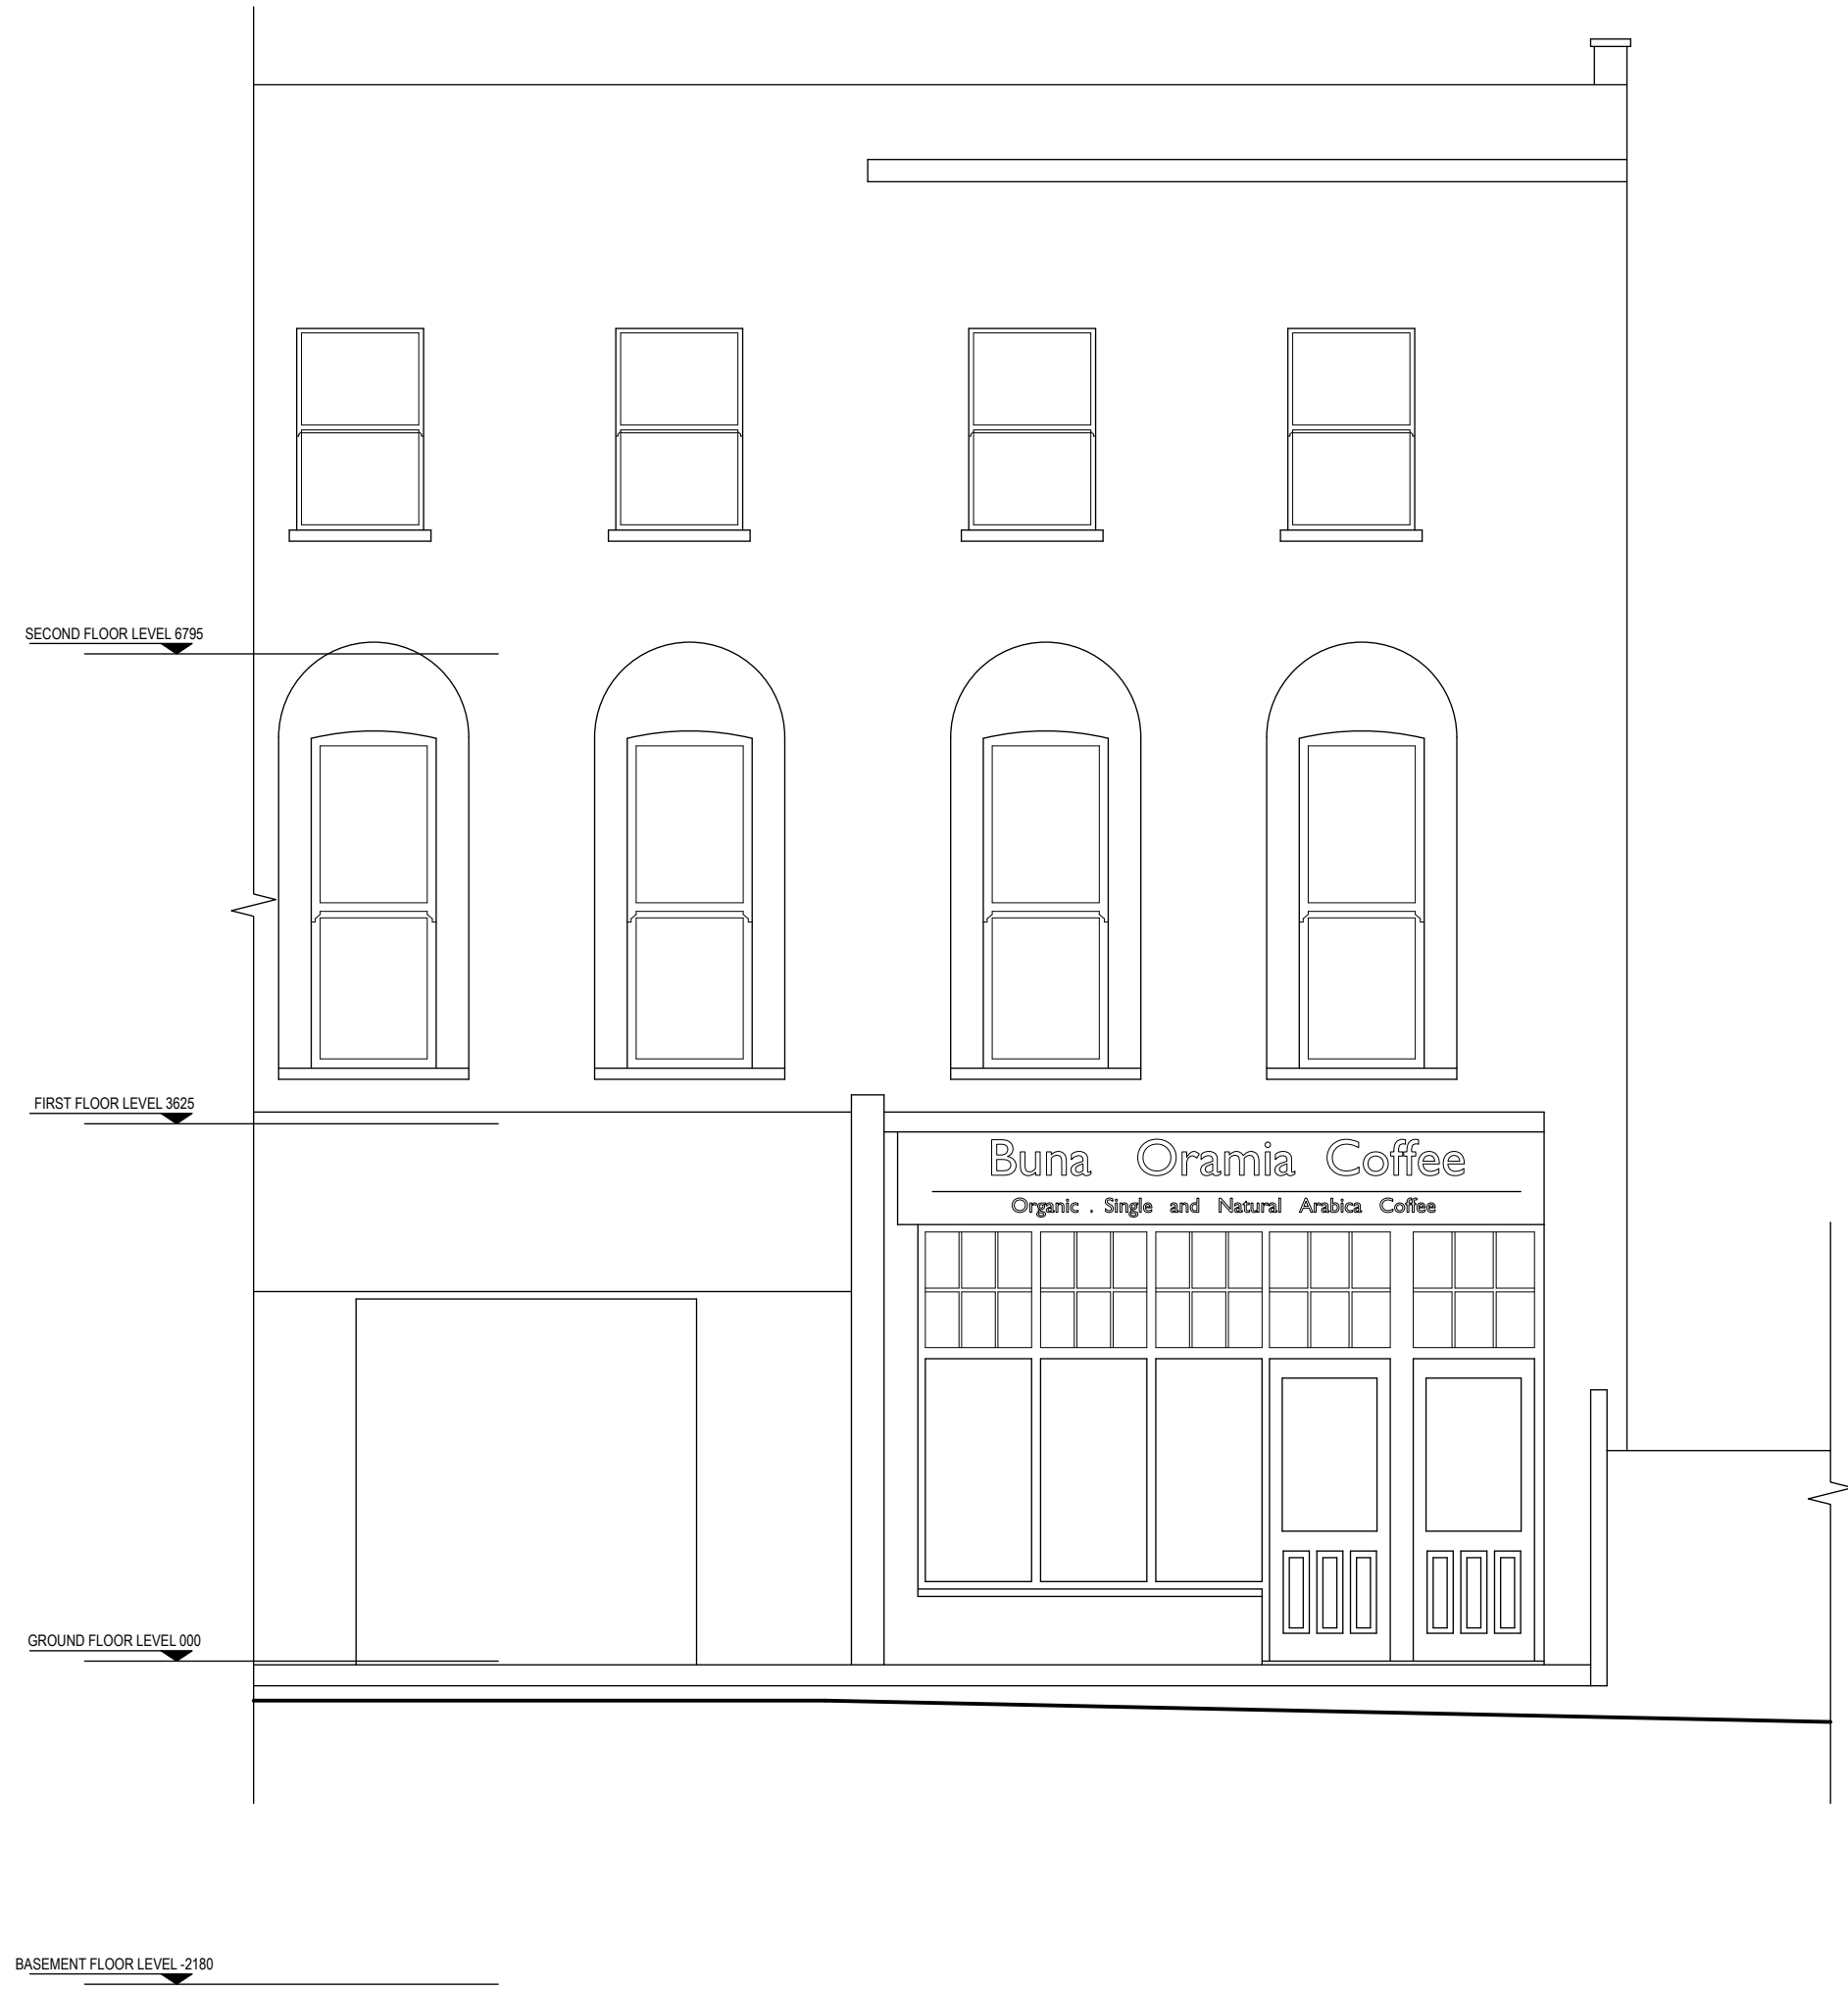 SECOND FLOOR LEVEL 6795
FIRST FLOOR LEVEL 3625
Buna Oramia Coffee
Organic . Single and Natural Arabica Coffee
GROUND FLOOR LEVEL 000
BASEMENT FLOOR LEVEL -2180